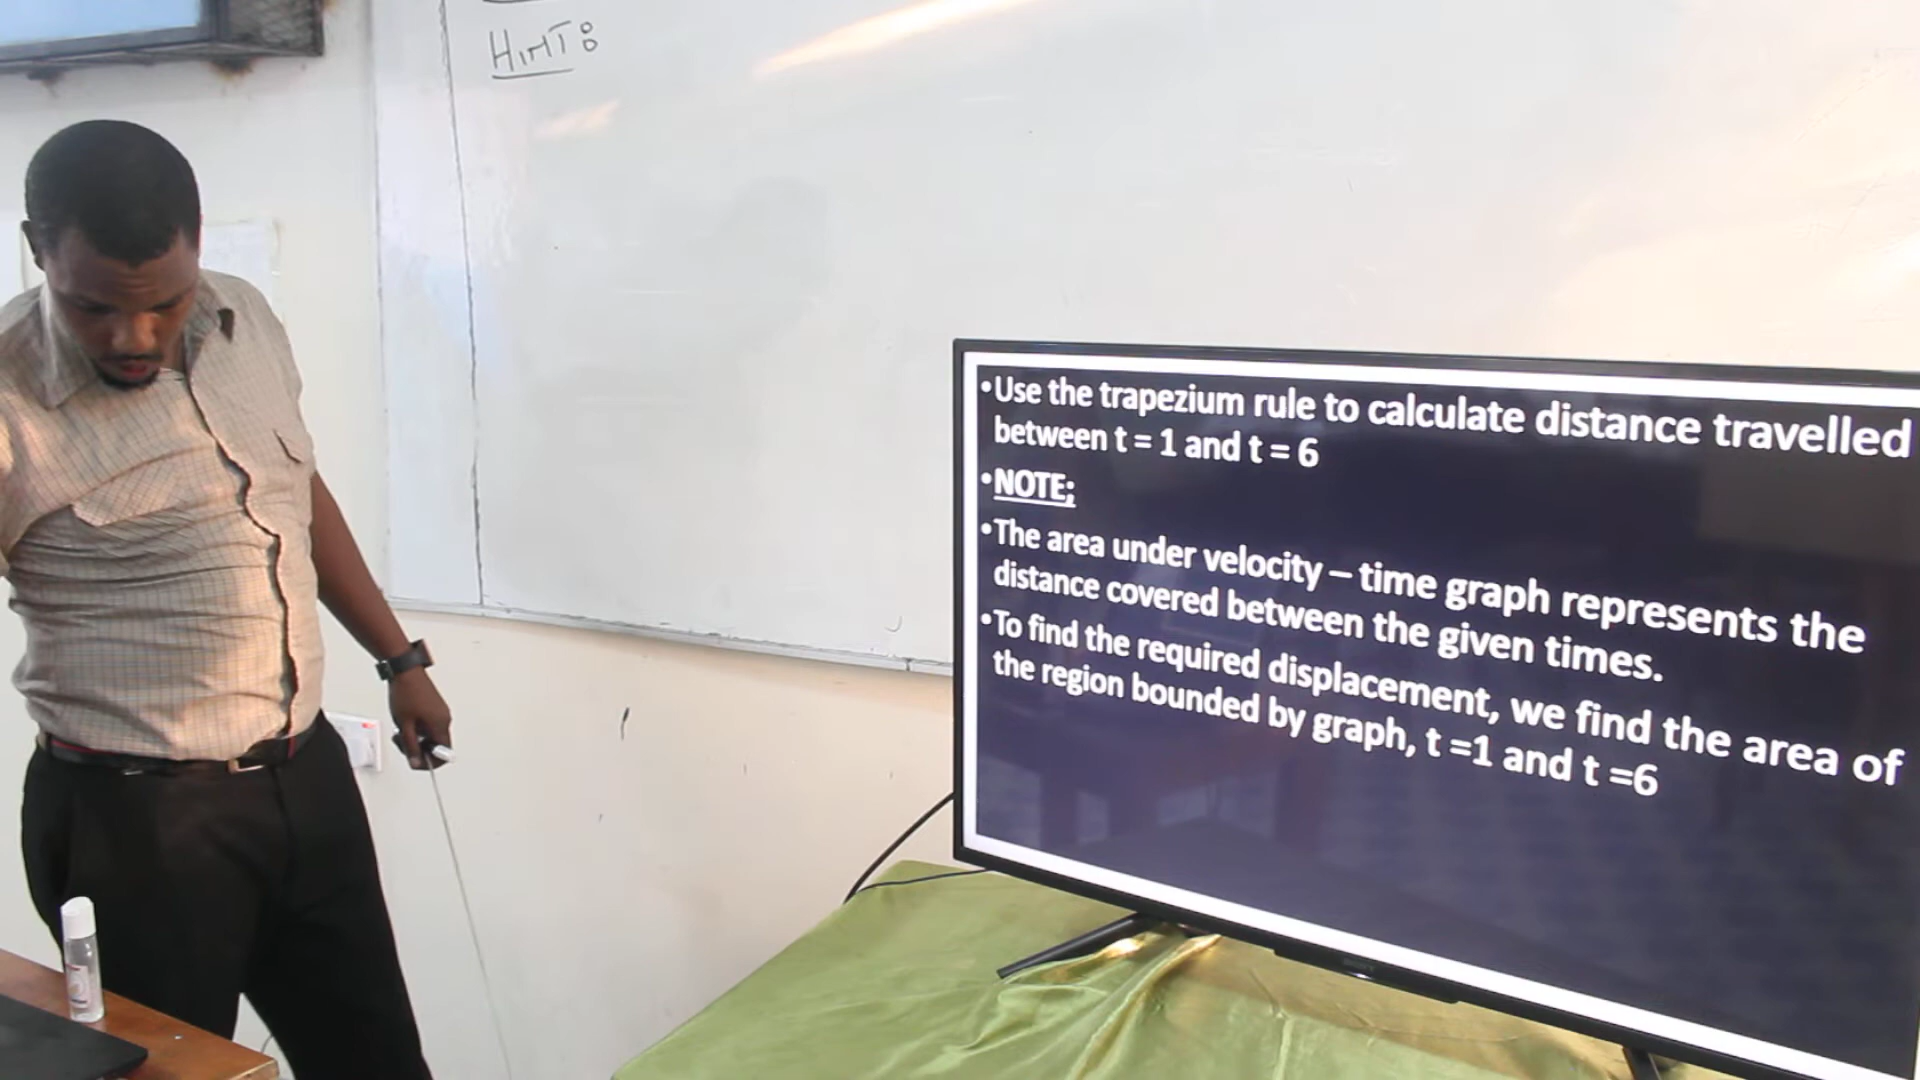 HINT:
•Use the trapezium rule to calculate distance travelled
between t = 1 and t = 6
•NOTE;
•The area under velocity – time graph represents the
distance covered between the given times.
•To find the required displacement, we find the area of
the region bounded by graph, t =1 and t =6